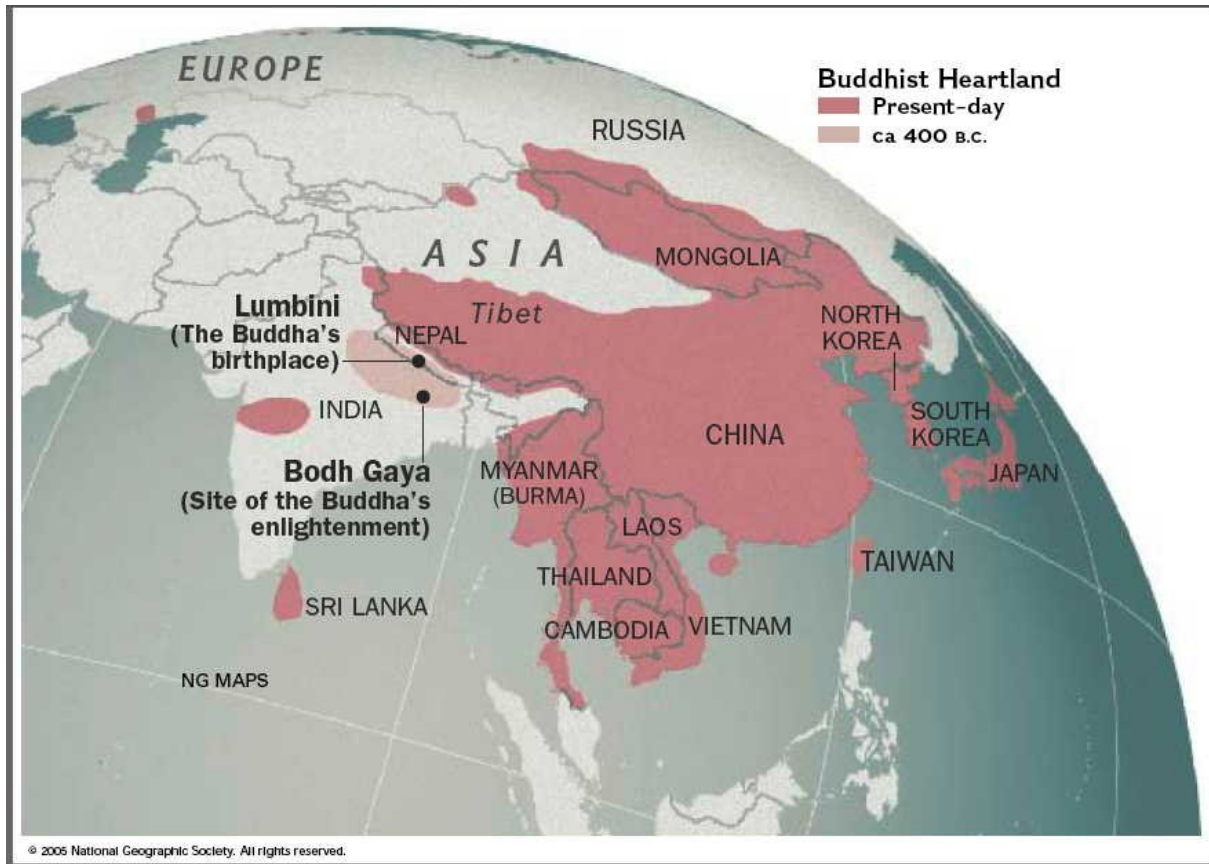 EUROPE
Buddhist Heartland
Present-day
ca 400 B.C.
RUSSIA
ASIA
MONGOLIA
Lumbini
(The Buddha's
birthplace)
Tibet
NEPAL
NORTH
KOREA
INDIA
CHINA
SOUTH
KOREA
JAPAN
Bodh Gaya
(Site of the Buddha's
enlightenment)
MYANMAR
(BURMA)
LAOS
TAIWAN
THAILAND
SRI LANKA
CAMBODIA
VIETNAM
NG MAPS
© 2005 National Geographic Society. All rights reserved.